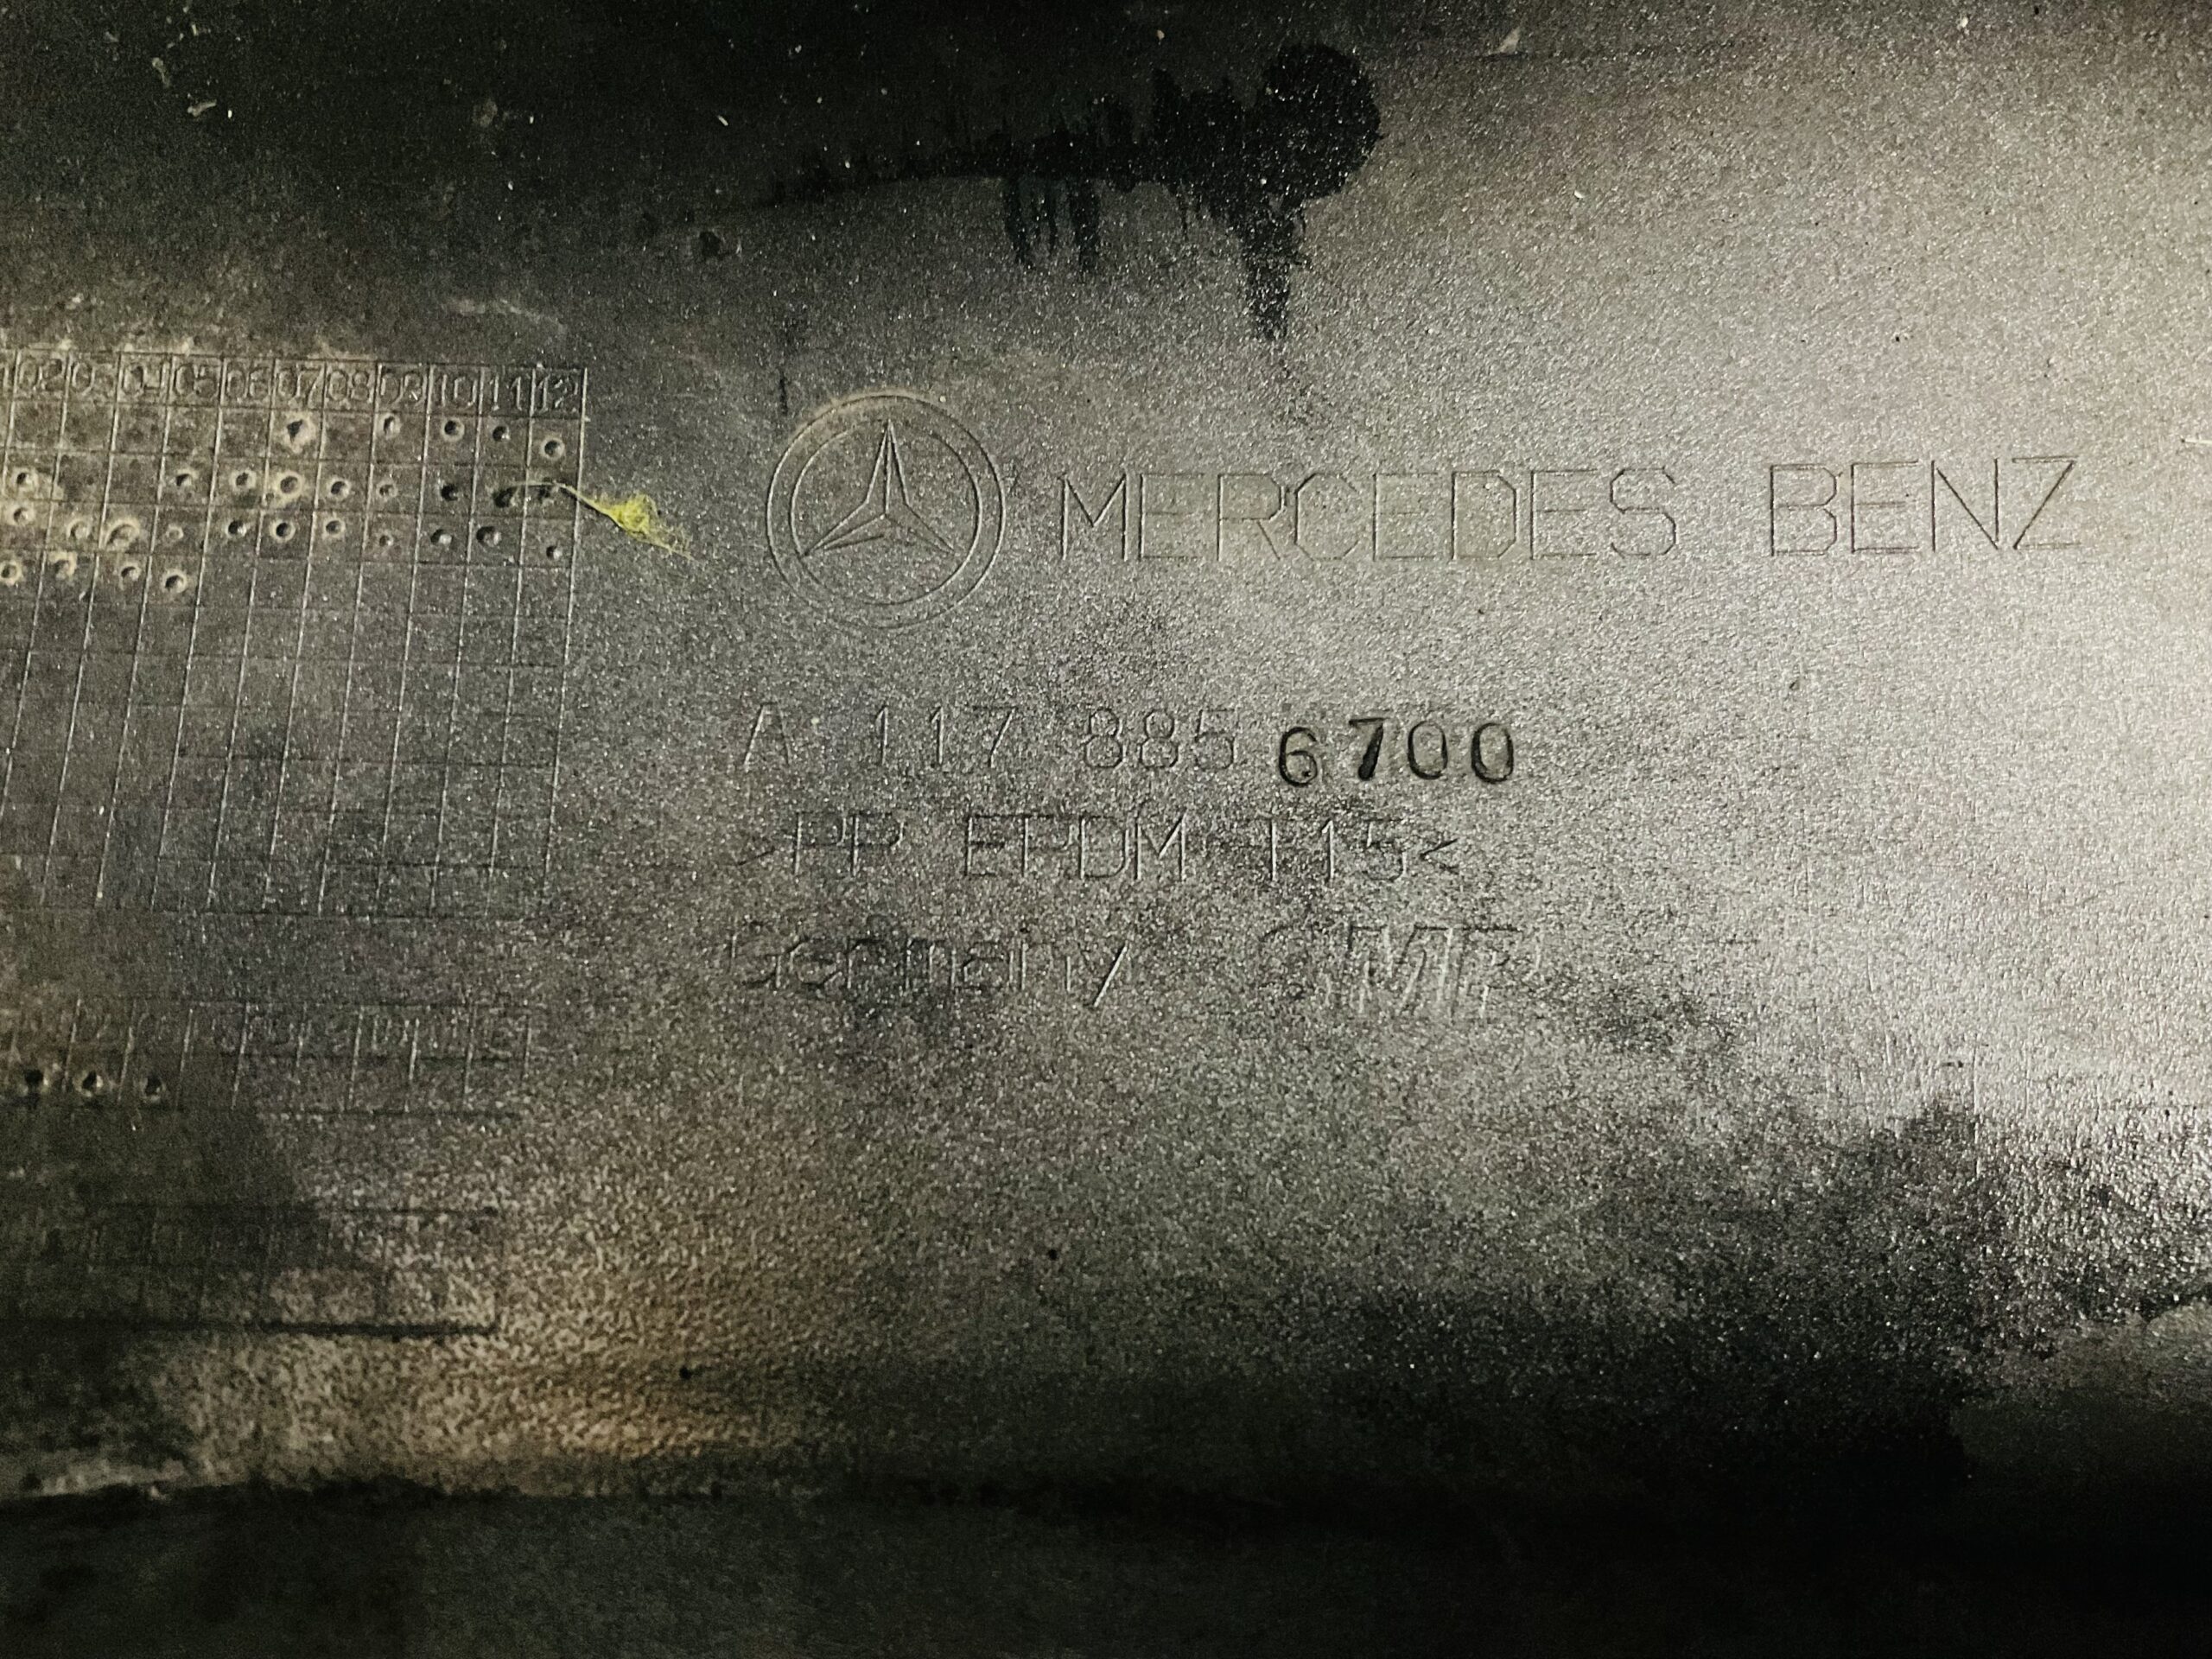 02 03 04 05 06 07 08 09 10 11 12
MERCEDES BENZ
A 117 885 6700
>PP EPDM T15<
Germany